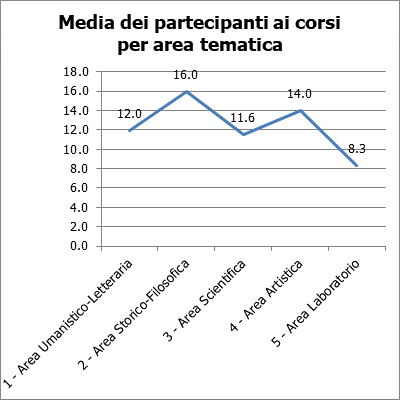 Media dei partecipanti ai corsi
per area tematica
18.0
16.0
14.0
12.0
10.0
8.0
6.0
4.0
2.0
0.0
12.0
16.0
11.6
14.0
8.3
1 - Area Umanistico-Letteraria
2 - Area Storico-Filosofica
3 - Area Scientifica
4 - Area Artistica
5 - Area Laboratorio